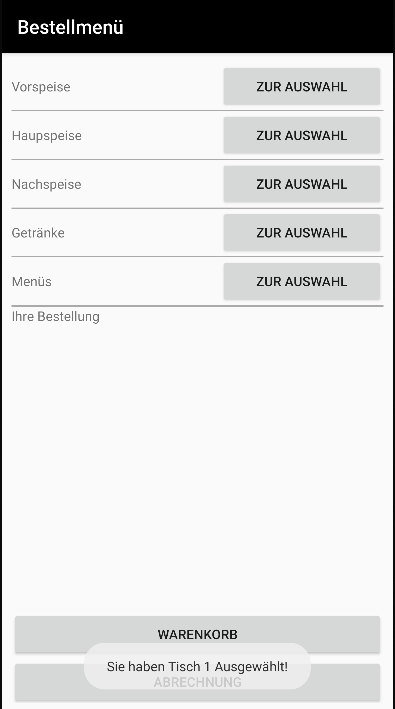 Bestellmenü
Vorspeise ZUR AUSWAHL
Haupspeise ZUR AUSWAHL
Nachspeise ZUR AUSWAHL
Getränke ZUR AUSWAHL
Menüs ZUR AUSWAHL
Ihre Bestellung
WARENKORB
Sie haben Tisch 1 Ausgewählt!
ABRECHNUNG